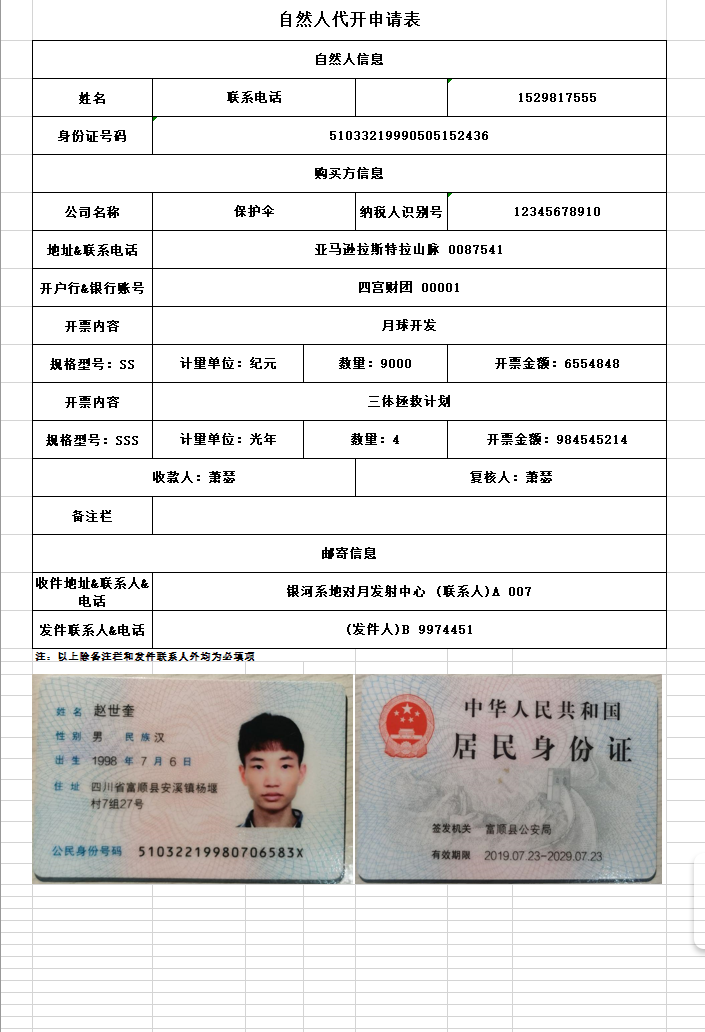 自然人代开申请表
自然人信息
姓名 联系电话 1529817555
身份证号码 51033219990505152436
购买方信息
公司名称 保护伞 纳税人识别号 12345678910
地址&联系电话 亚马逊拉斯特拉山脉 0087541
开户行&银行账号 四宫财团 00001
开票内容 月球开发
规格型号：SS 计量单位：纪元 数量：9000 开票金额：6554848
开票内容 三体拯救计划
规格型号：SSS 计量单位：光年 数量：4 开票金额：984545214
收款人：萧瑟 复核人：萧瑟
备注栏
邮寄信息
收件地址&联系人&
电话
银河系地对月发射中心 (联系人)A 007
发件联系人&电话 (发件人)B 9974451
注：以上除备注栏和发件联系人外均为必填项
姓名 赵世奎
性别 男 民族 汉
出生 1998 年 7 月 6 日
住址 四川省富顺县安溪镇杨堰
村7组27号
公民身份号码 51032219980706583X
中华人民共和国
居民身份证
签发机关 富顺县公安局
有效期限 2019.07.23-2029.07.23